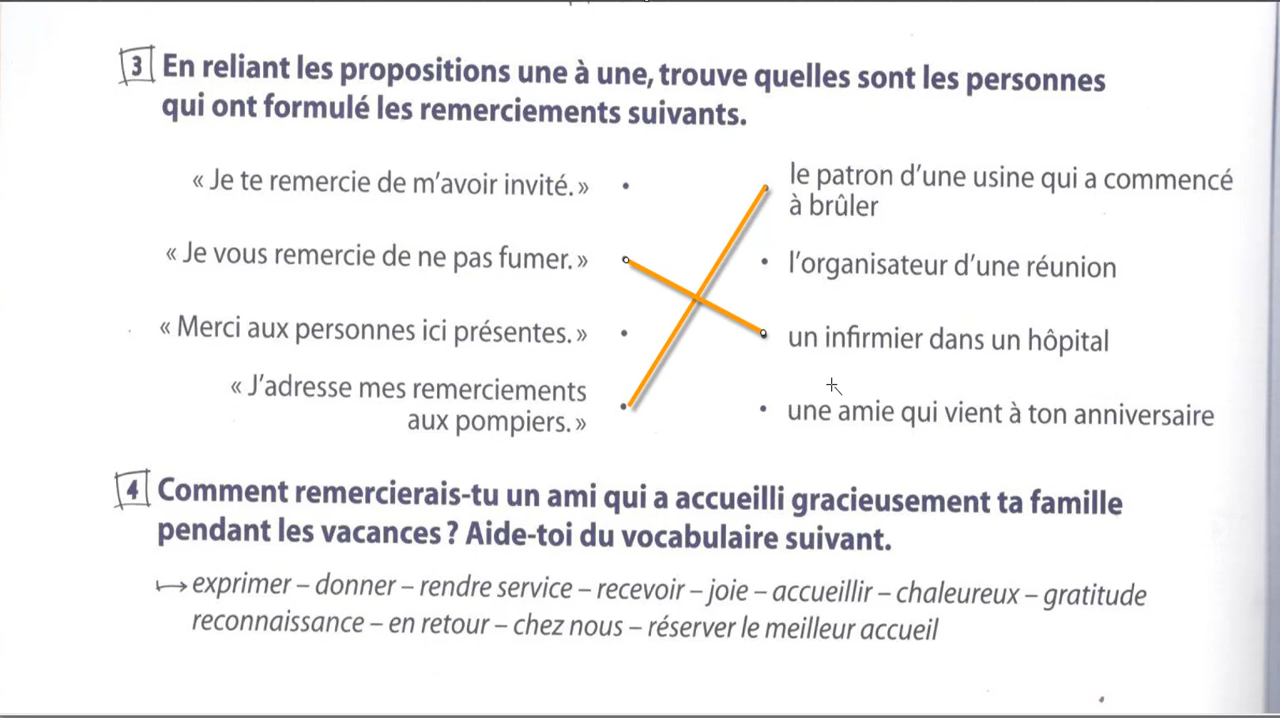 3 En reliant les propositions une à une, trouve quelles sont les personnes
qui ont formulé les remerciements suivants.
« Je te remercie de m'avoir invité. » •
« Je vous remercie de ne pas fumer. »
« Merci aux personnes ici présentes. » •
« J'adresse mes remerciements
aux pompiers. » •
le patron d'une usine qui a commencé
à brûler
• l'organisateur d'une réunion
un infirmier dans un hôpital
• une amie qui vient à ton anniversaire
4 Comment remercierais-tu un ami qui a accueilli gracieusement ta famille
pendant les vacances ? Aide-toi du vocabulaire suivant.
↦ exprimer – donner – rendre service – recevoir – joie – accueillir – chaleureux – gratitude
reconnaissance – en retour – chez nous – réserver le meilleur accueil